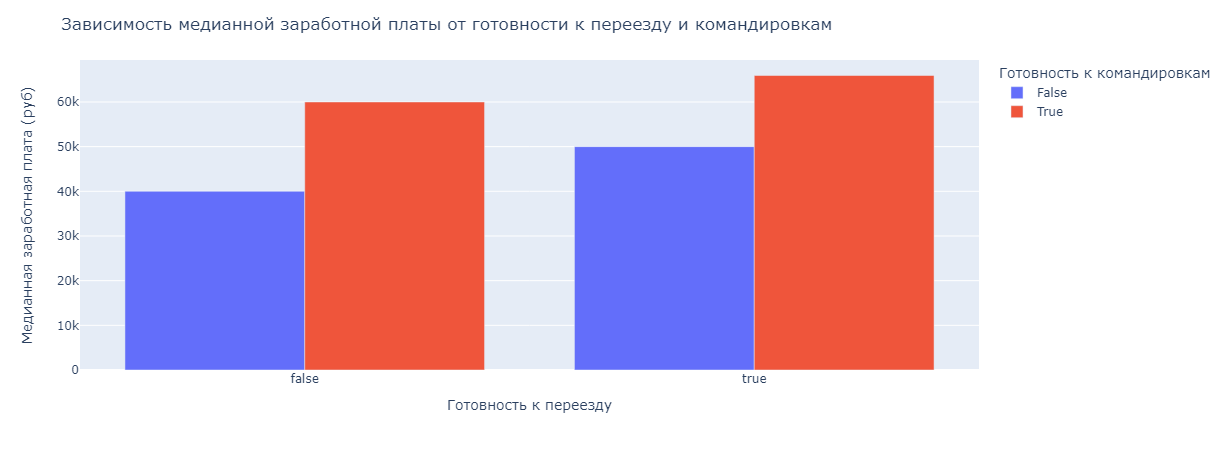 Зависимость медианной заработной платы от готовности к переезду и командировкам
Медианная заработная плата (руб)
60k
50k
40k
30k
20k
10k
0
false
true
Готовность к переезду
Готовность к командировкам
False
True